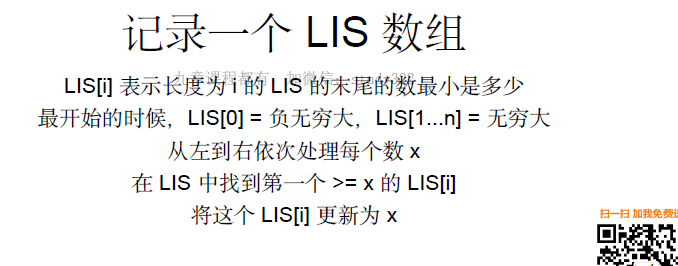 记录一个 LIS 数组
LIS[i] 表示长度为 i 的 LIS 的末尾的数最小是多少
最开始的时候，LIS[0] = 负无穷大，LIS[1...n] = 无穷大
从左到右依次处理每个数 x
在 LIS 中找到第一个 >= x 的 LIS[i]
将这个 LIS[i] 更新为 x
扫一扫 加我免费